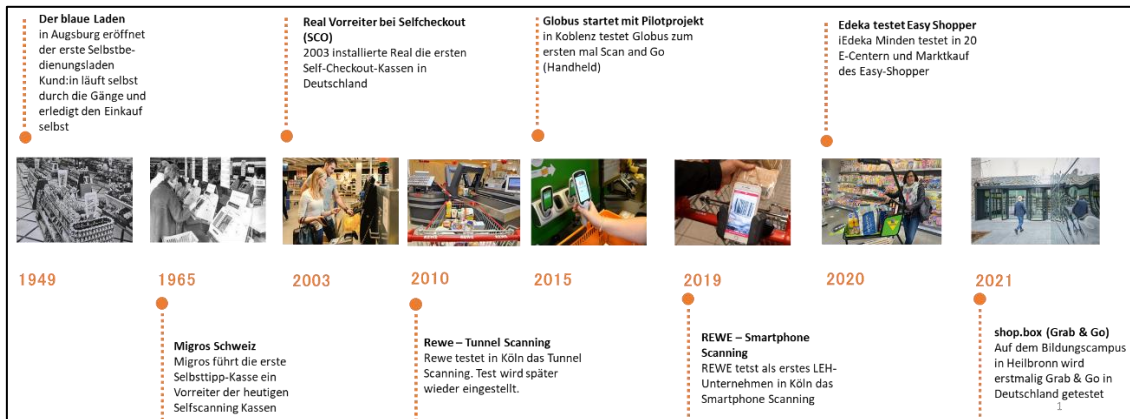 Der blaue Laden
in Augsburg eröffnet
der erste Selbstbe-
dienungsladen
Kund:in läuft selbst
durch die Gänge und
erledigt den Einkauf
selbst
Real Vorreiter bei Selfcheckout
(SCO)
2003 installierte Real die ersten
Self-Checkout-Kassen in
Deutschland
Globus startet mit Pilotprojekt
in Koblenz testet Globus zum
ersten mal Scan and Go
(Handheld)
Edeka testet Easy Shopper
iEdeka Minden testet in 20
E-Centern und Marktkauf
des Easy-Shopper
1949
1965
2003
2010
2015
2019
2020
2021
Migros Schweiz
Migros führt die erste
Selbsttipp-Kasse ein
Vorreiter der heutigen
Selfscanning Kassen
Rewe – Tunnel Scanning
Rewe testet in Köln das Tunnel
Scanning. Test wird später
wieder eingestellt.
REWE – Smartphone
Scanning
REWE tetst als erstes LEH-
Unternehmen in Köln das
Smartphone Scanning
shop.box (Grab & Go)
Auf dem Bildungscampus
in Heilbronn wird
erstmalig Grab & Go in
Deutschland getestet
1